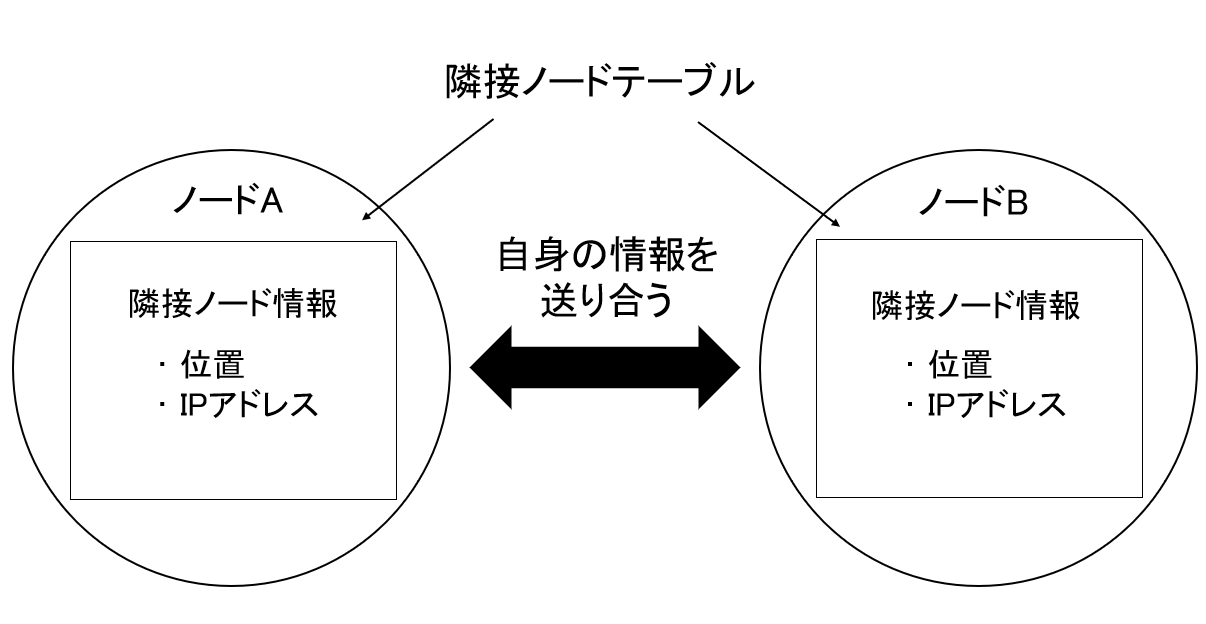 隣接ノードテーブル
ノードA
隣接ノード情報
・位置
・IPアドレス
自身の情報を
送り合う
ノードB
隣接ノード情報
・位置
・IPアドレス